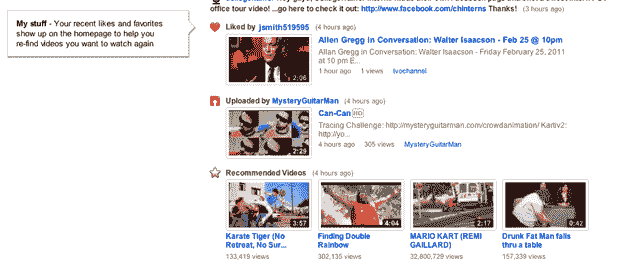 office tour video! ...go here to check it out: http://www.facebook.com/chinterns Thanks! (3 hours ago)
My stuff - Your recent likes and favorites
show up on the homepage to help you
re-find videos you want to watch again
Liked by jsmith519595 (4 hours ago)
2:06
Allen Gregg in Conversation: Walter Isaacson - Feb 25 @ 10pm
Allan Gregg in Conversation: Walter Isaacson - Friday February 25, 2011
at 10 pm E...
1 hour ago 1 views tvochannel
Uploaded by MysteryGuitarMan (4 hours ago)
2:29
Can-Can HD
Tracing Challenge: http://mysteryguitarman.com/crowdanimation/ Kartiv2:
http://yo...
4 hours ago 305 views MysteryGuitarMan
Recommended Videos (4 hours ago)
3:57 4:04 2:17 0:42
Karate Tiger (No
Retreat, No Sur...
133,419 views
Finding Double
Rainbow
302,135 views
MARIO KART (REMI
GAILLARD)
32,800,729 views
Drunk Fat Man falls
thru a table
157,339 views